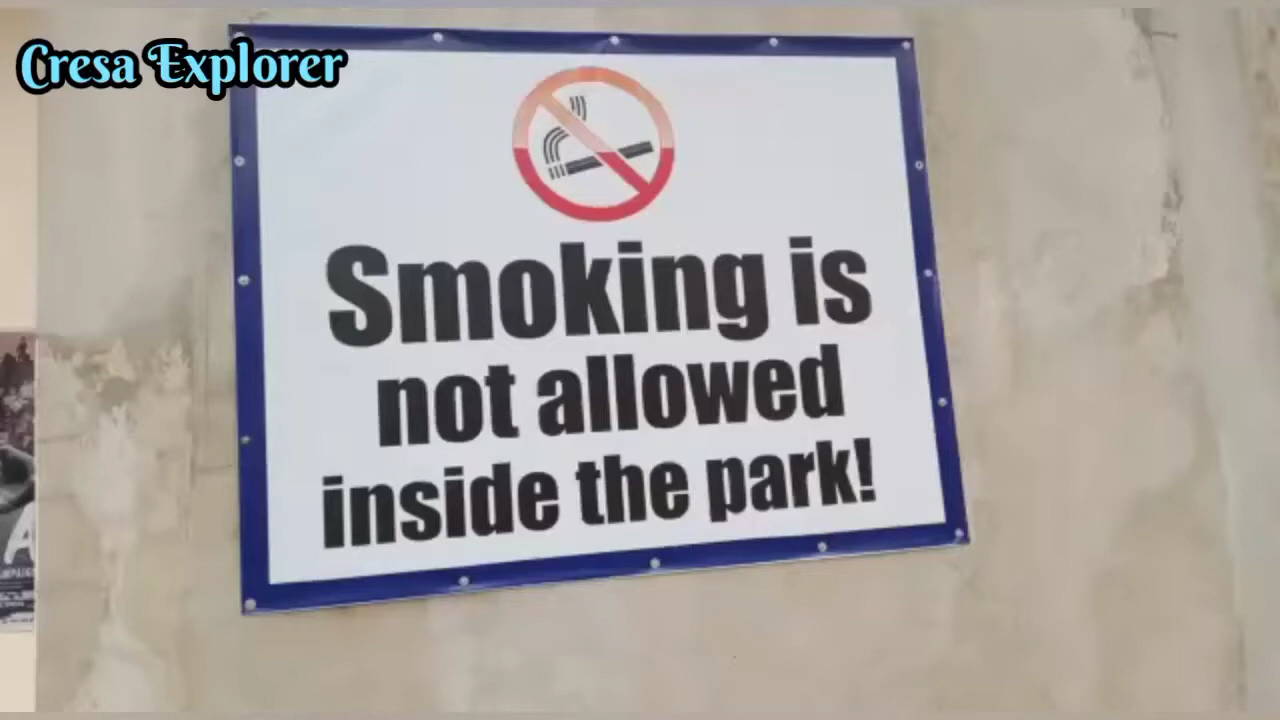 Cresa Explorer
Smoking is
not allowed
inside the park!